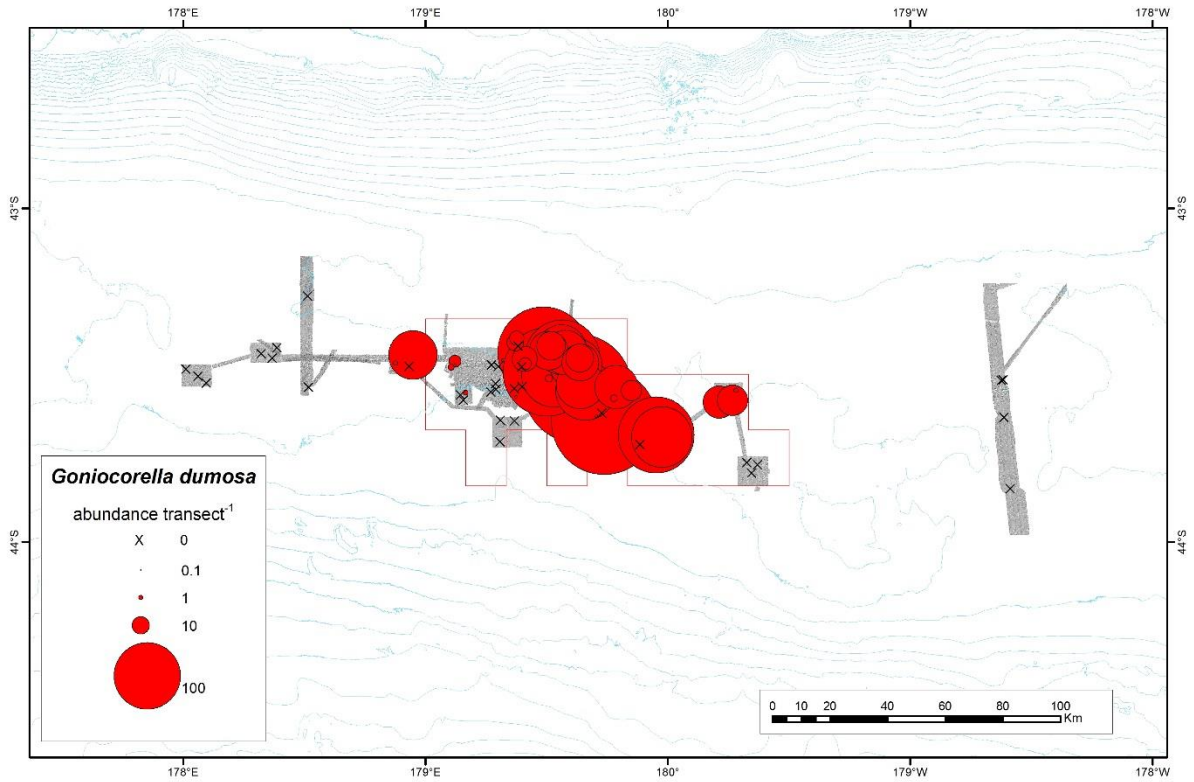 178°E 179°E 180° 179°W 178°W
43°S 43°S
Goniocorella dumosa
abundance transect⁻¹
X 0
0.1
1
10
100
44°S 44°S
0 10 20 40 60 80 100
Km
178°E 179°E 180° 179°W 178°W